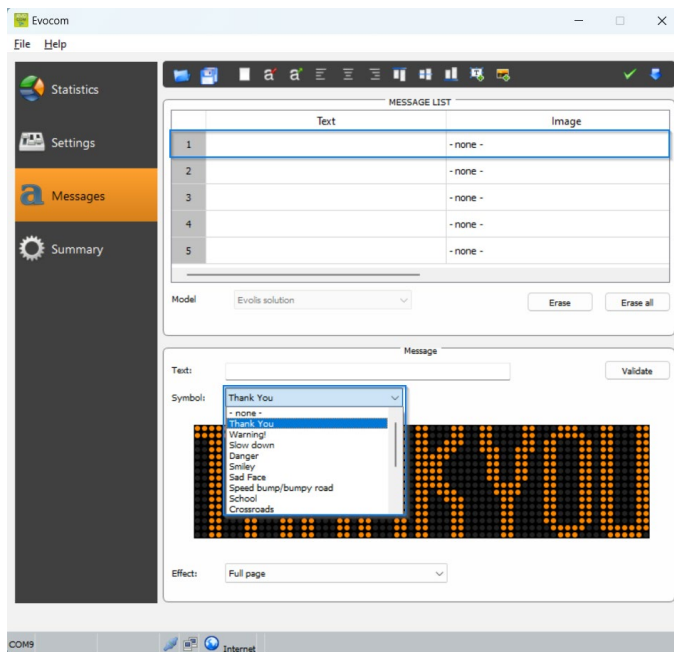 Evocom
File Help
Statistics
Settings
Messages
Summary
MESSAGE LIST
Text Image
1 - none -
2 - none -
3 - none -
4 - none -
5 - none -
Model Evolis solution Erase Erase all
Message
Text: Validate
Symbol: Thank You
- none -
Thank You
Warning!
Slow down
Danger
Smiley
Sad Face
Speed bump/bumpy road
School
Crossroads
THANK YOU
Effect: Full page
COM9 Internet